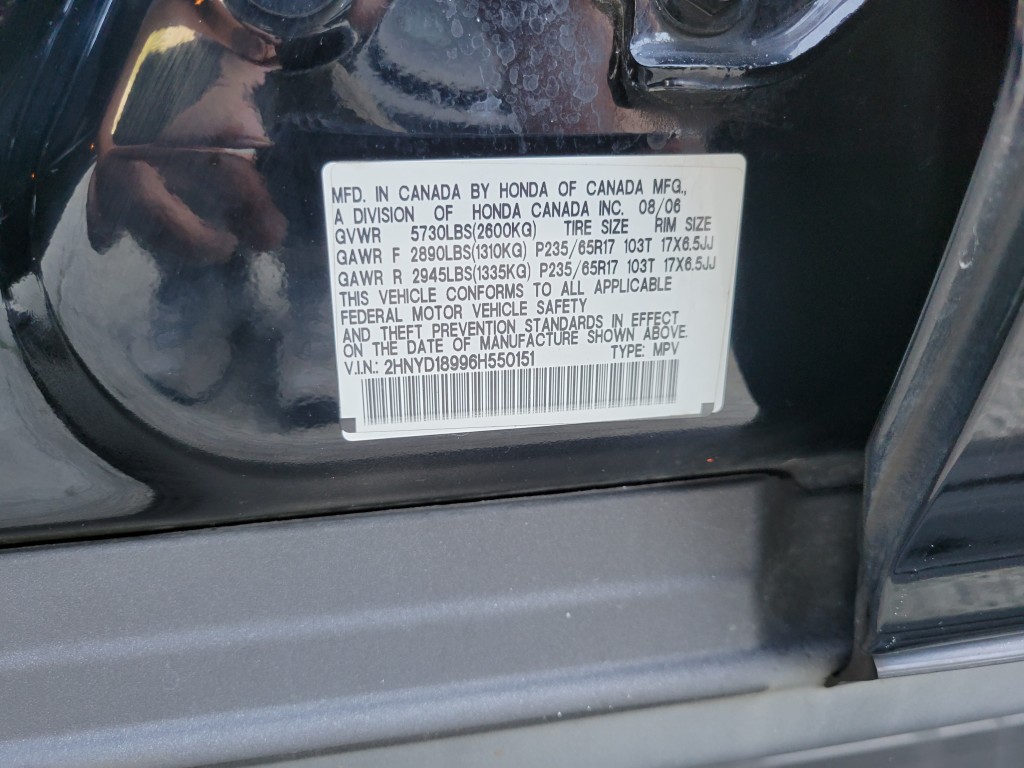 MFD. IN CANADA BY HONDA OF CANADA MFG.,
A DIVISION OF HONDA CANADA INC. 08/06
GVWR 5730LBS(2600KG) TIRE SIZE RIM SIZE
GAWR F 2890LBS(1310KG) P235/65R17 103T 17X6.5JJ
GAWR R 2945LBS(1335KG) P235/65R17 103T 17X6.5JJ
THIS VEHICLE CONFORMS TO ALL APPLICABLE
FEDERAL MOTOR VEHICLE SAFETY
AND THEFT PREVENTION STANDARDS IN EFFECT
ON THE DATE OF MANUFACTURE SHOWN ABOVE.
V.I.N.: 2HNYD18996H550151 TYPE: MPV